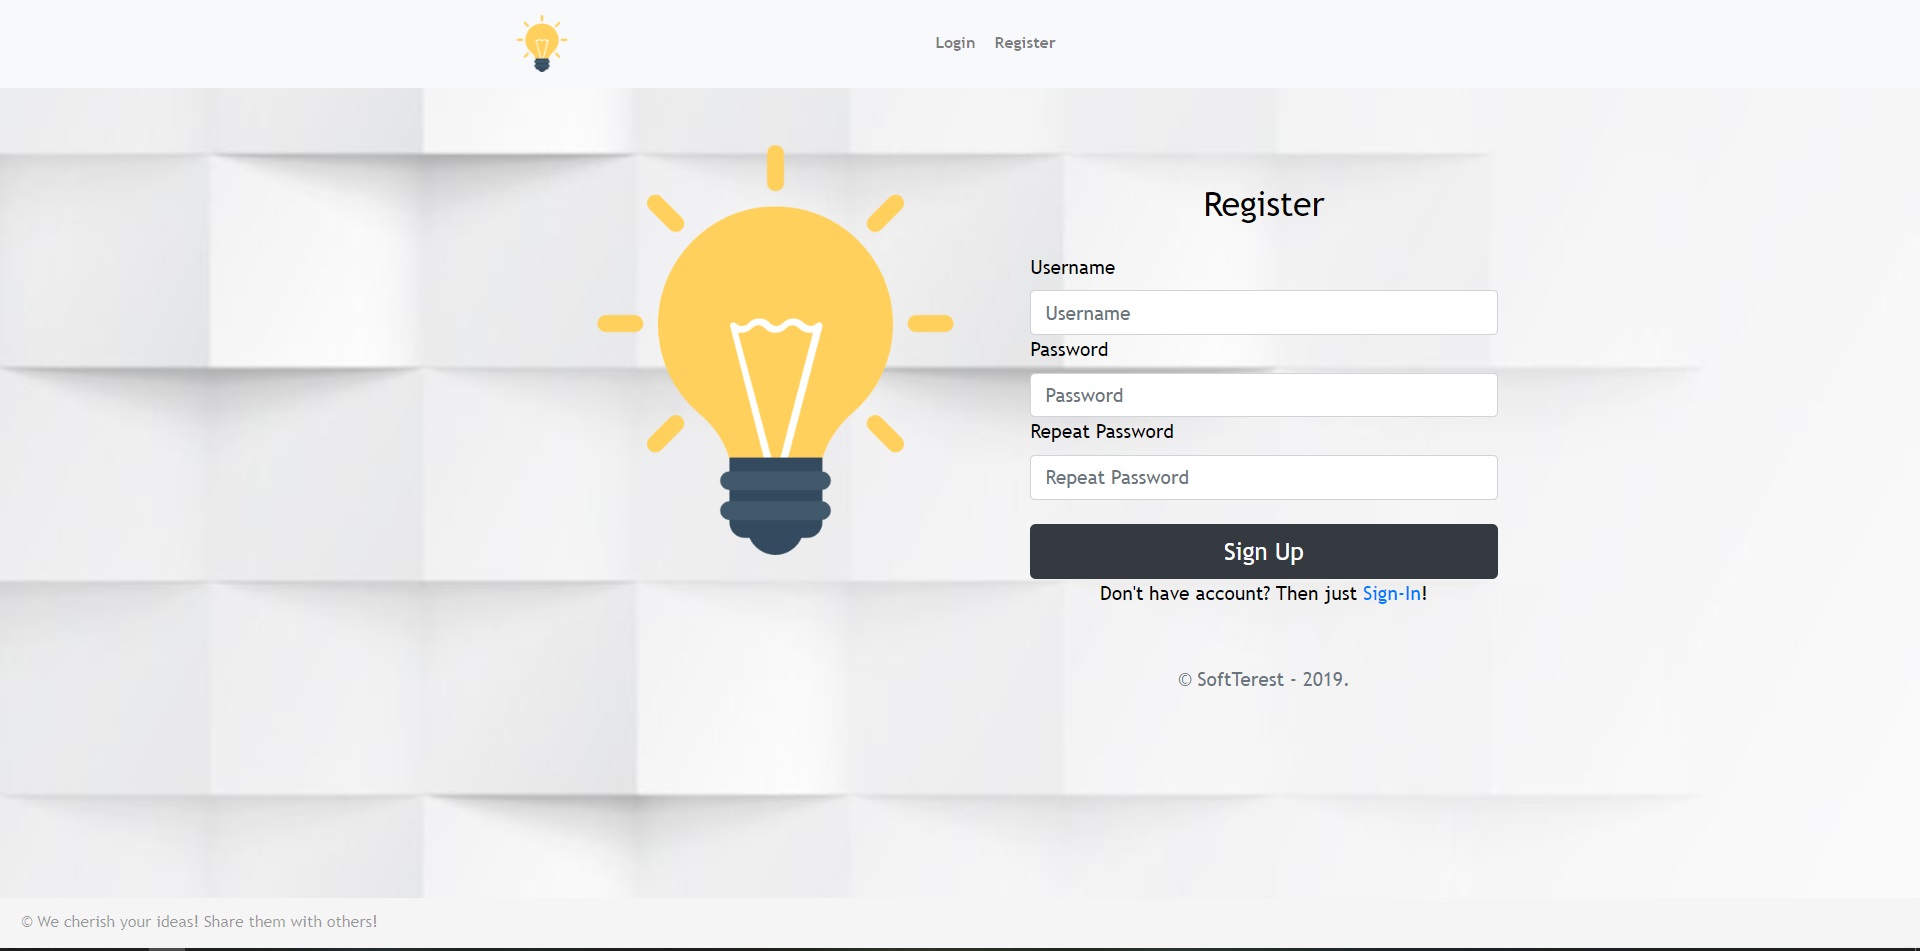 Login Register
Register
Username
Username
Password
Password
Repeat Password
Repeat Password
Sign Up
Don't have account? Then just Sign-In!
© SoftTerest - 2019.
© We cherish your ideas! Share them with others!